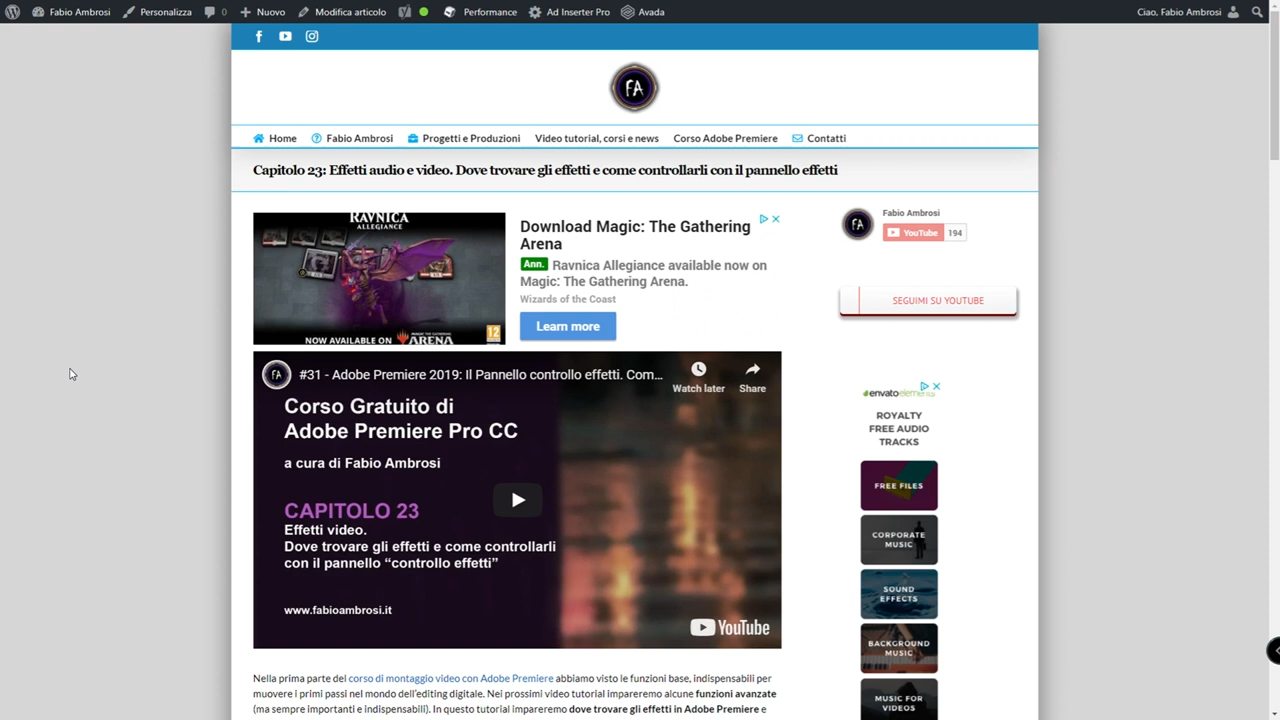 Fabio Ambrosi Personalizza 0 Nuovo Modifica articolo Performance Ad Inserter Pro Avada Ciao, Fabio Ambrosi
FA
Home Fabio Ambrosi Progetti e Produzioni Video tutorial, corsi e news Corso Adobe Premiere Contatti
Capitolo 23: Effetti audio e video. Dove trovare gli effetti e come controllarli con il pannello effetti
RAVNICA
ALLEGIANCE
NOW AVAILABLE ON ARENA
12
Download Magic: The Gathering
Arena
Ann. Ravnica Allegiance available now on
Magic: The Gathering Arena.
Wizards of the Coast
Learn more
FA
Fabio Ambrosi
YouTube 194
SEGUIMI SU YOUTUBE
FA
#31 - Adobe Premiere 2019: Il Pannello controllo effetti. Com...
Watch later
Share
Corso Gratuito di
Adobe Premiere Pro CC
a cura di Fabio Ambrosi
CAPITOLO 23
Effetti video.
Dove trovare gli effetti e come controllarli
con il pannello “controllo effetti”
www.fabioambrosi.it
YouTube
envatoelements
ROYALTY
FREE AUDIO
TRACKS
FREE FILES
CORPORATE
MUSIC
SOUND
EFFECTS
BACKGROUND
MUSIC
MUSIC FOR
VIDEOS
Nella prima parte del corso di montaggio video con Adobe Premiere abbiamo visto le funzioni base, indispensabili per
muovere i primi passi nel mondo dell'editing digitale. Nei prossimi video tutorial impareremo alcune funzioni avanzate
(ma sempre importanti e indispensabili). In questo tutorial impareremo dove trovare gli effetti in Adobe Premiere e